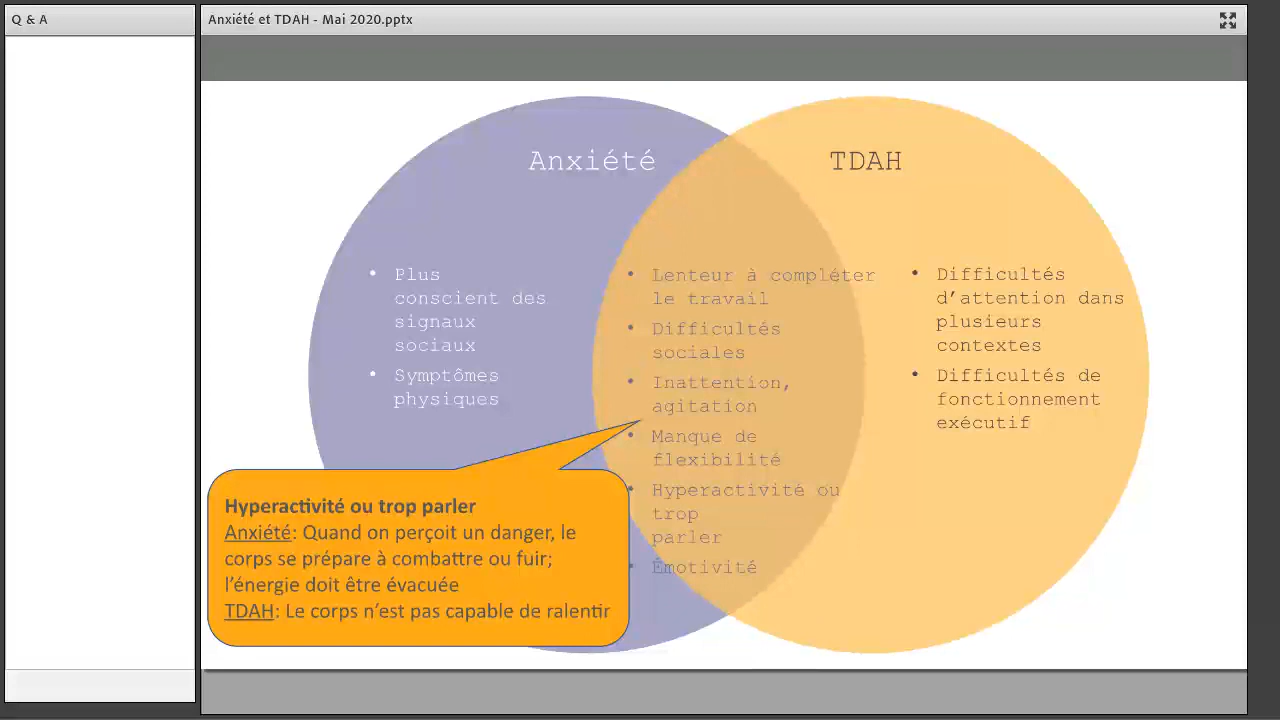 Q & A
Anxiété et TDAH - Mai 2020.pptx
Anxiété
TDAH
• Plus
conscient des
signaux
sociaux
• Symptômes
physiques
• Lenteur à compléter
le travail
• Difficultés
sociales
• Inattention,
agitation
• Manque de
flexibilité
• Hyperactivité ou
trop
parler
• Émotivité
• Difficultés
d’attention dans
plusieurs
contextes
• Difficultés de
fonctionnement
exécutif
Hyperactivité ou trop parler
Anxiété: Quand on perçoit un danger, le
corps se prépare à combattre ou fuir;
l’énergie doit être évacuée
TDAH: Le corps n’est pas capable de ralentir